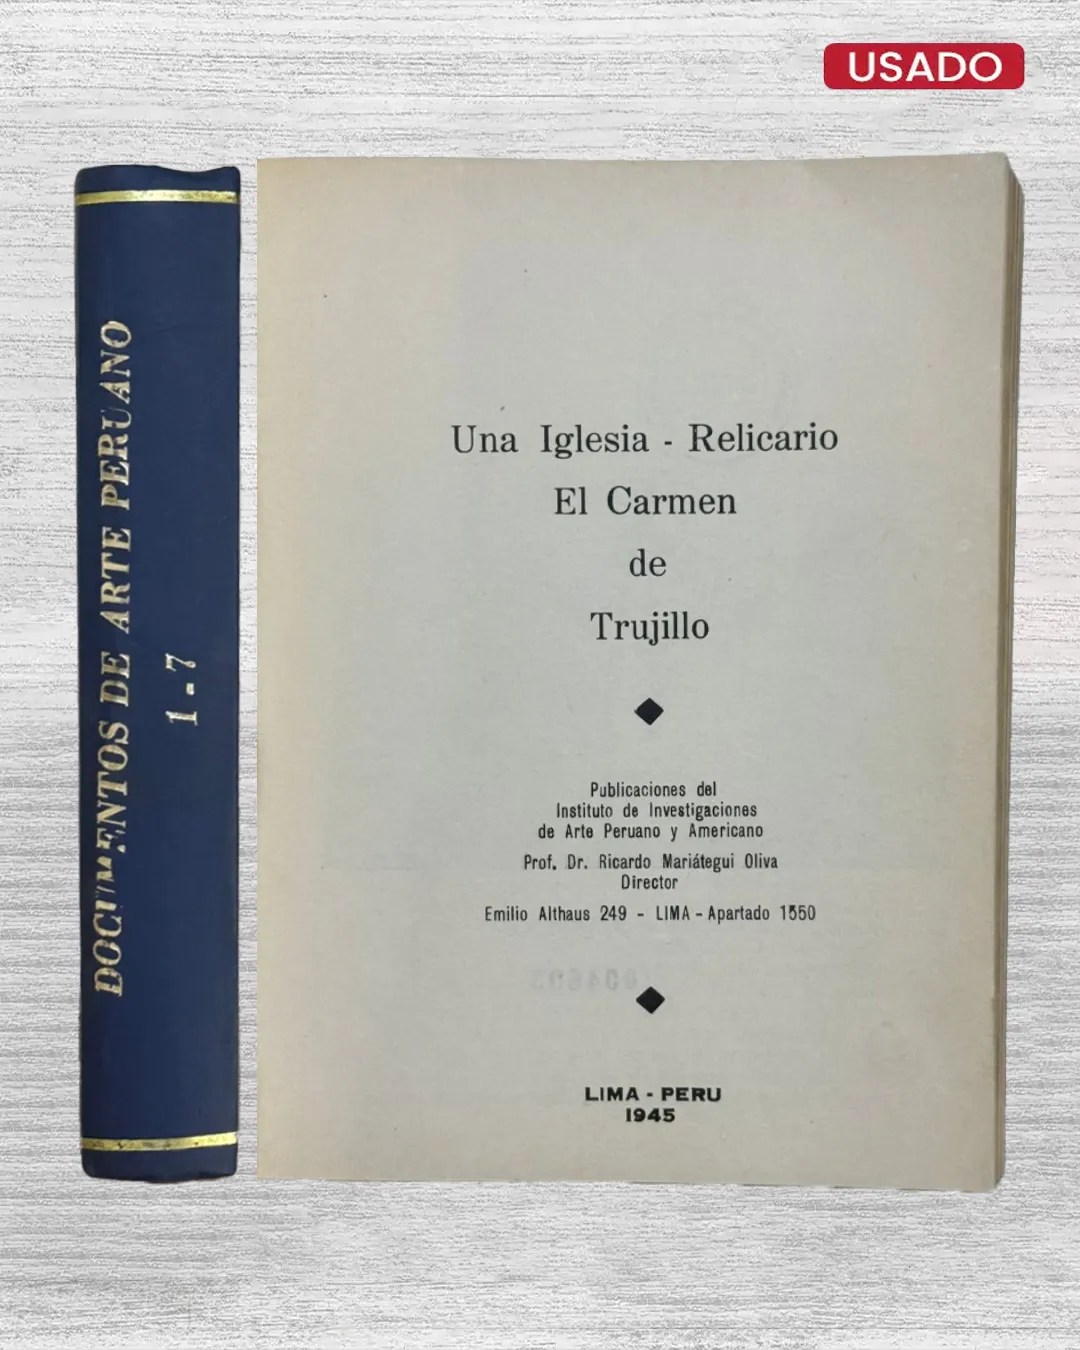 USADO
DOCUMENTOS DE ARTE PERUANO
1-7
Una Iglesia - Relicario
El Carmen
de
Trujillo
Publicaciones del
Instituto de Investigaciones
de Arte Peruano y Americano
Prof. Dr. Ricardo Mariátegui Oliva
Director
Emilio Althaus 249 - LIMA - Apartado 1550
LIMA - PERU
1945